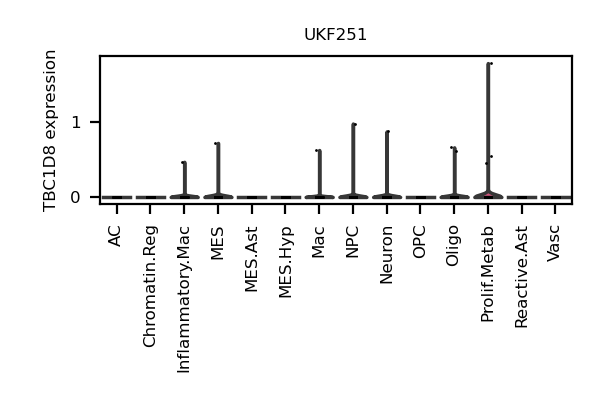 UKF251
TBC1D8 expression
1
0
AC
Chromatin.Reg
Inflammatory.Mac
MES
MES.Ast
MES.Hyp
Mac
NPC
Neuron
OPC
Oligo
Prolif.Metab
Reactive.Ast
Vasc